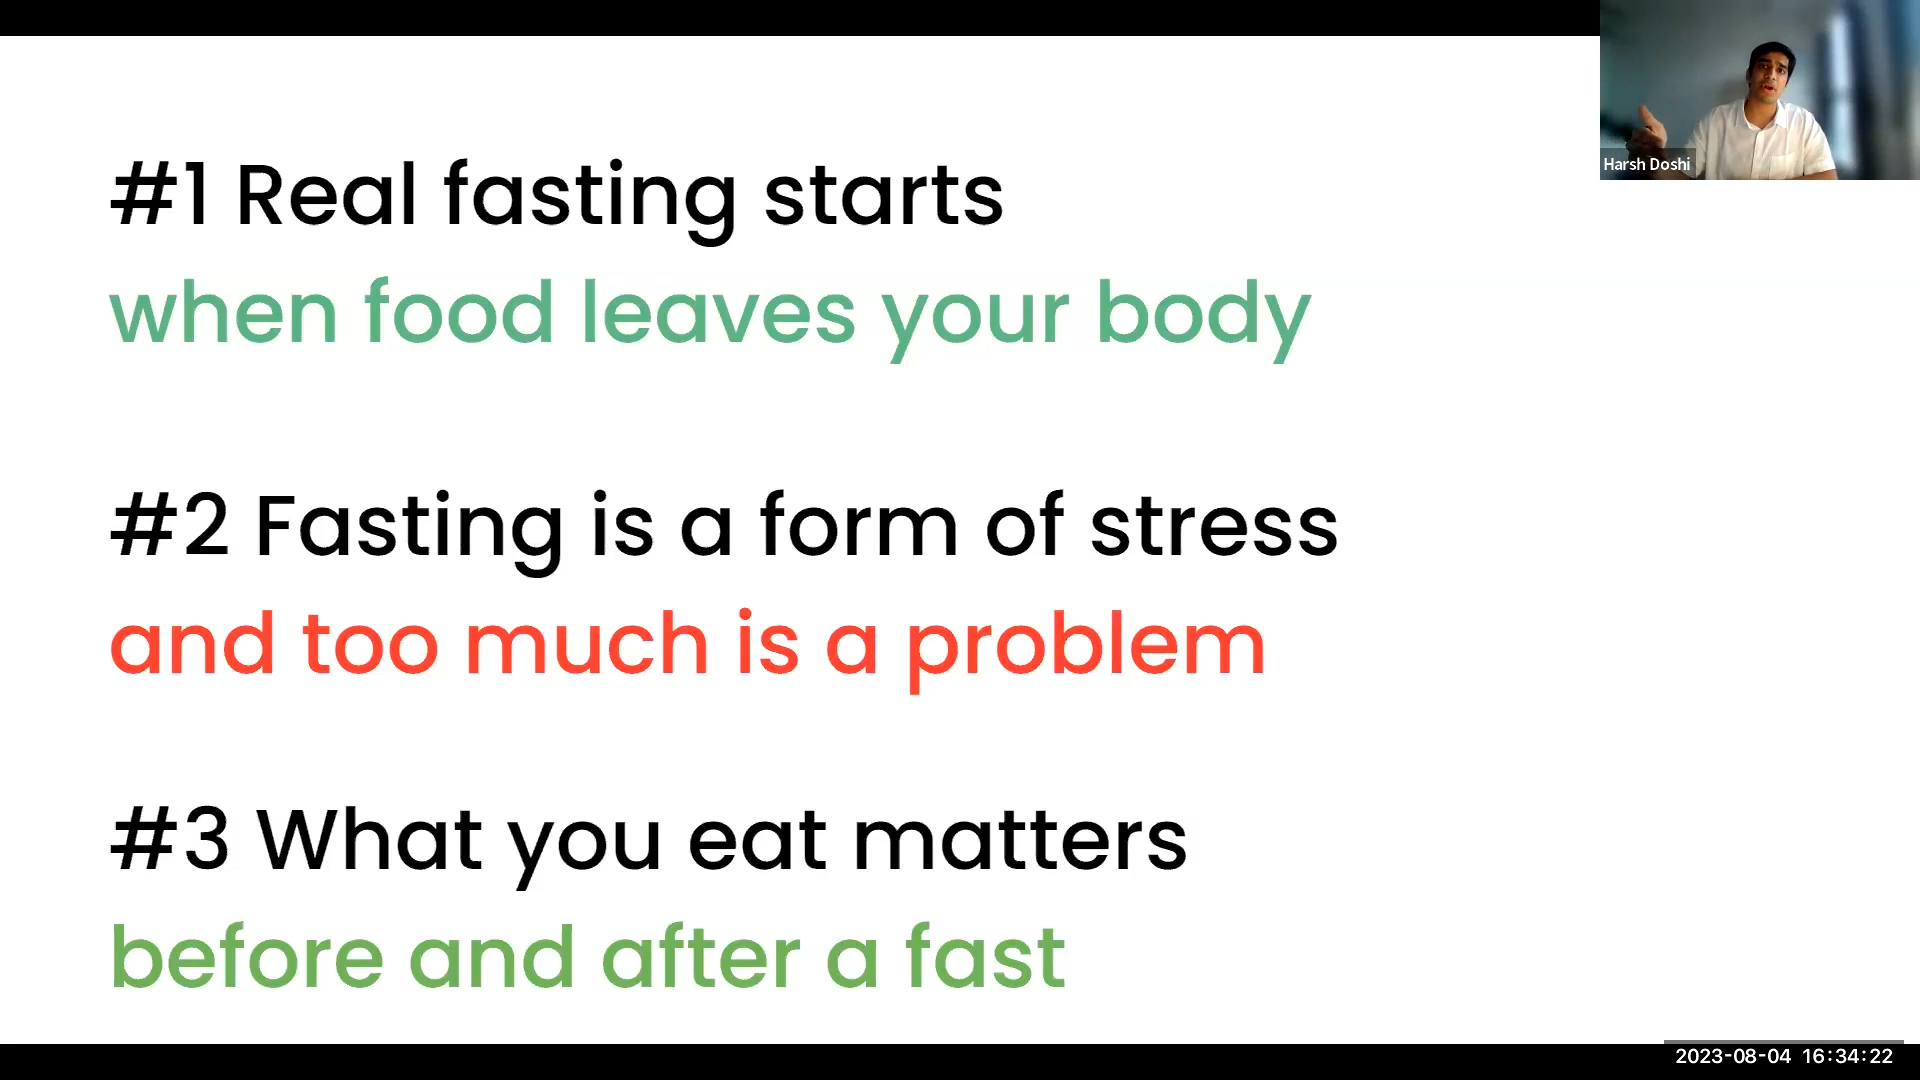 #1 Real fasting starts
when food leaves your body
#2 Fasting is a form of stress
and too much is a problem
#3 What you eat matters
before and after a fast
Harsh Doshi
2023-08-04 16:34:22